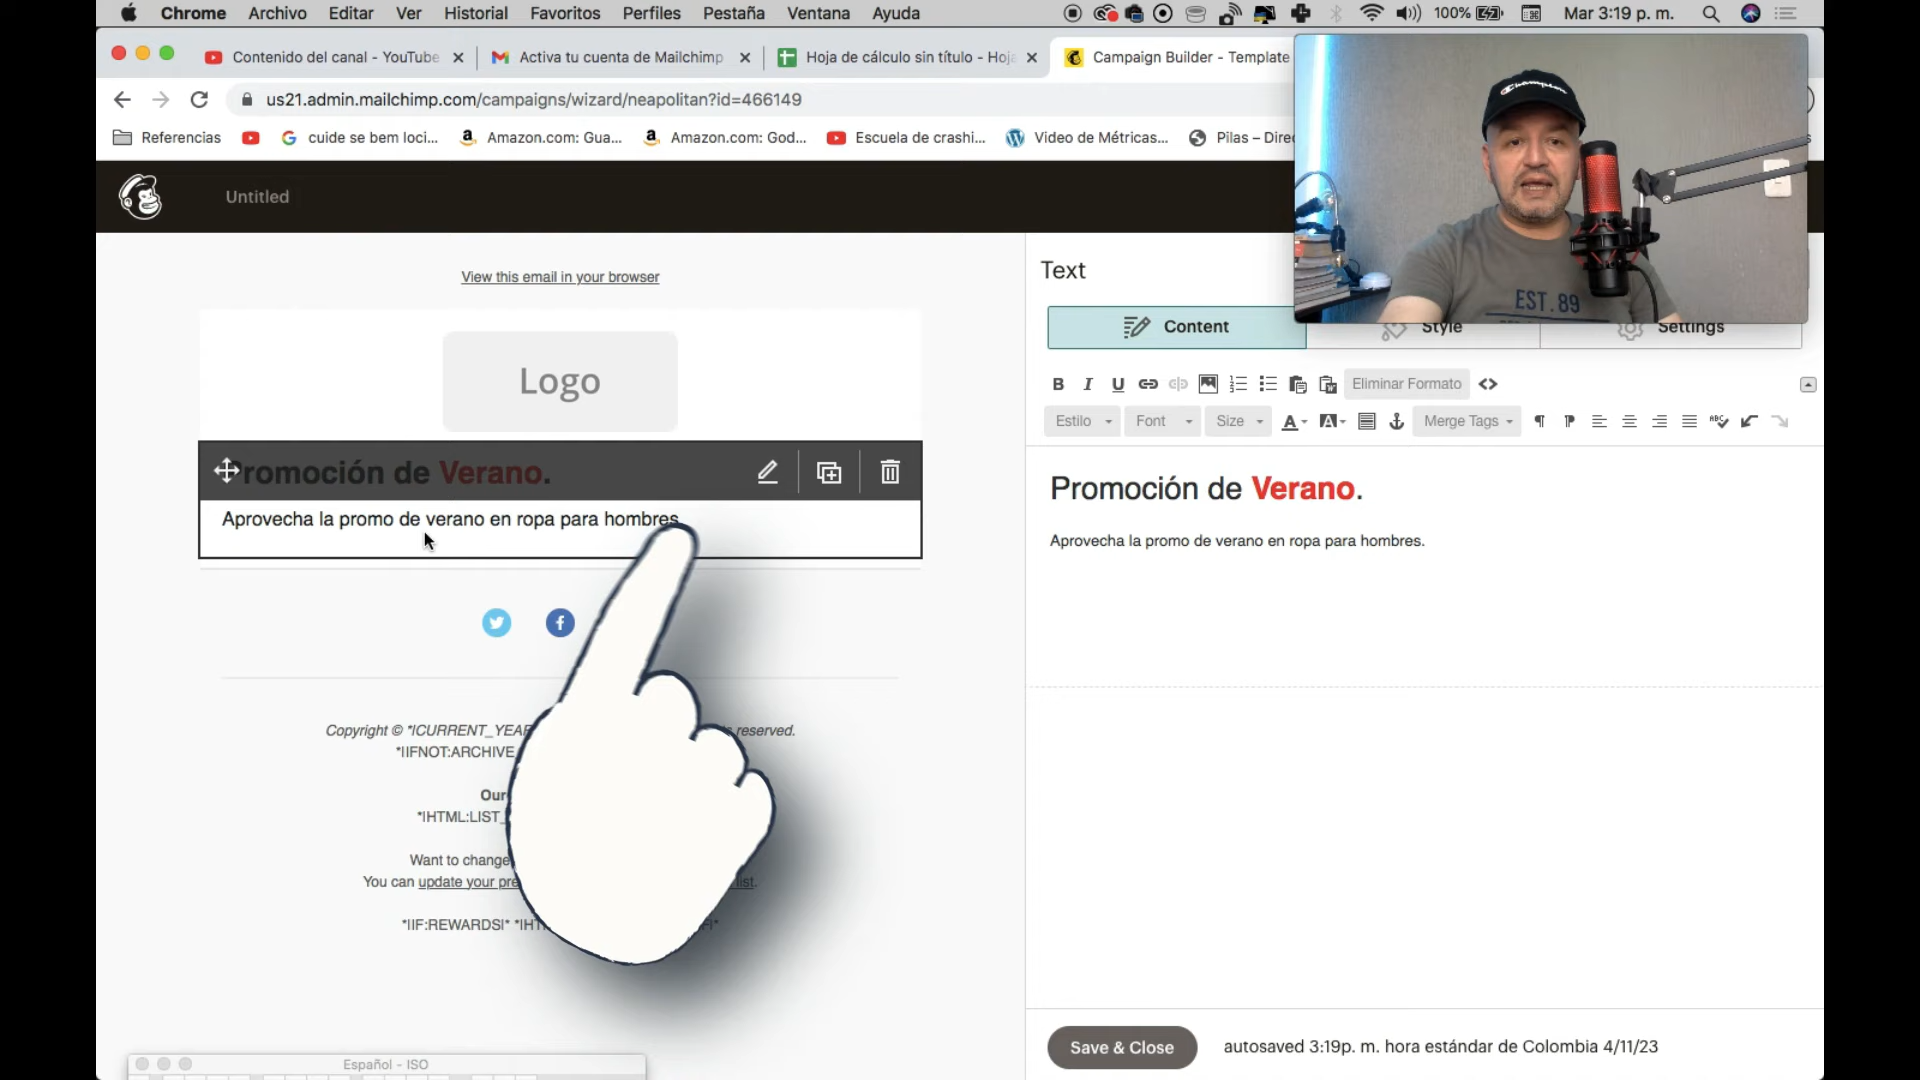 Chrome Archivo Editar Ver Historial Favoritos Perfiles Pestaña Ventana Ayuda 100% Mar 3:19 p. m.
Contenido del canal - YouTube Activa tu cuenta de Mailchimp Hoja de cálculo sin título - Hoja Campaign Builder - Template
us21.admin.mailchimp.com/campaigns/wizard/neapolitan?id=466149
Referencias cuide se bem loci... Amazon.com: Gua... Amazon.com: God... Escuela de crashi... Video de Métricas... Pilas – Direc
Champion
EST. 89
Untitled
View this email in your browser
Logo
Promoción de Verano.
Aprovecha la promo de verano en ropa para hombres
Copyright © *|CURRENT_YEAR reserved.
*|IFNOT:ARCHIVE
Our
*|HTML:LIST_
Want to change
You can update your pre list.
*|IF:REWARDS|* *|HT
Español - ISO
Text
Content Style Settings
B I U Eliminar Formato <>
Estilo Font Size A A Merge Tags
Promoción de Verano.
Aprovecha la promo de verano en ropa para hombres.
Save & Close autosaved 3:19p. m. hora estándar de Colombia 4/11/23